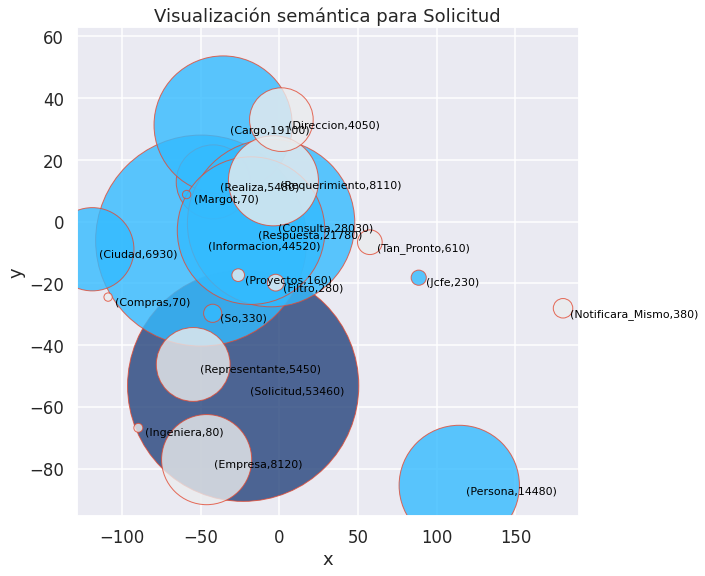 Visualización semántica para Solicitud
60
40
20
0
−20
−40
−60
−80
y
(Direccion,4050)
(Cargo,19100)
(Requerimiento,8110)
(Realiza,5480)
(Margot,70)
(Consulta,28030)
(Respuesta,21780)
(Informacion,44520)
(Tan_Pronto,610)
(Ciudad,6930)
(Proyectos,160)
(Jcfe,230)
(Filtro,280)
(Compras,70)
(Notificara_Mismo,380)
(So,330)
(Representante,5450)
(Solicitud,53460)
(Ingeniera,80)
(Empresa,8120)
(Persona,14480)
−100
−50
0
50
100
150
x